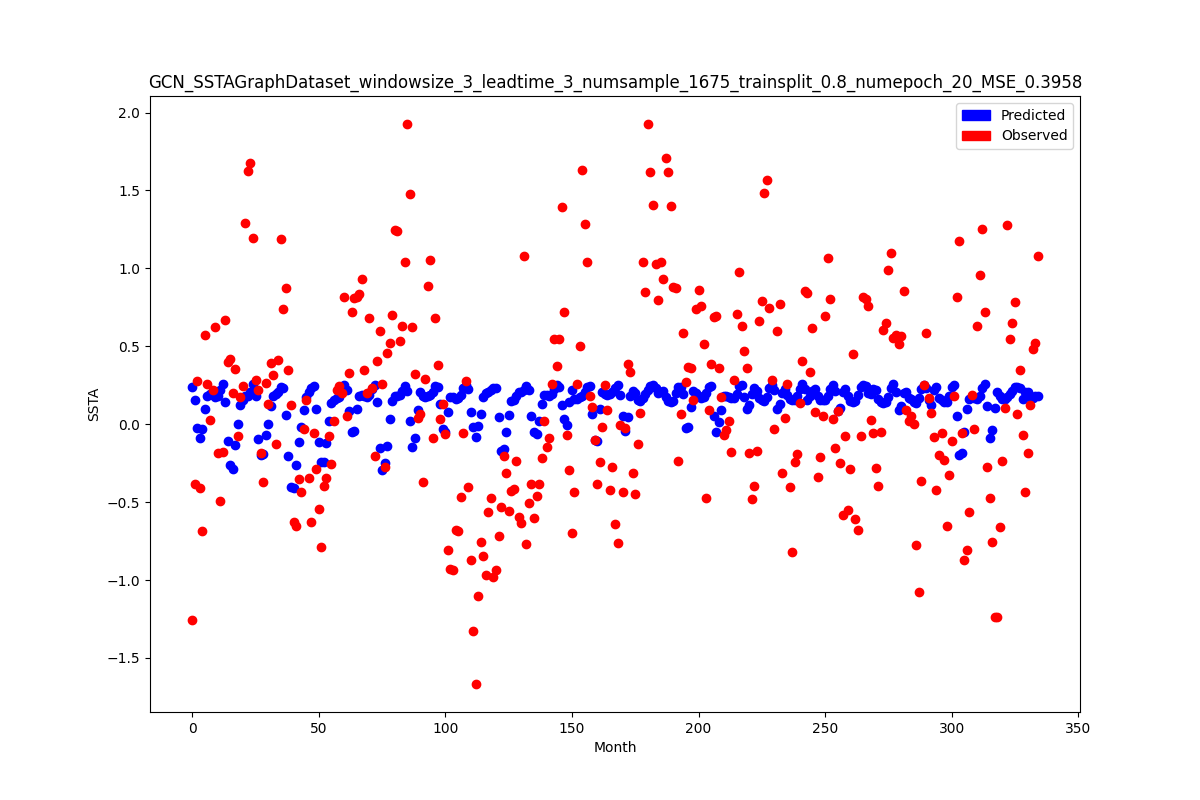 GCN_SSTAGraphDataset_windowsize_3_leadtime_3_numsample_1675_trainsplit_0.8_numepoch_20_MSE_0.3958
Predicted
Observed
2.0
1.5
1.0
0.5
0.0
−0.5
−1.0
−1.5
SSTA
0 50 100 150 200 250 300 350
Month